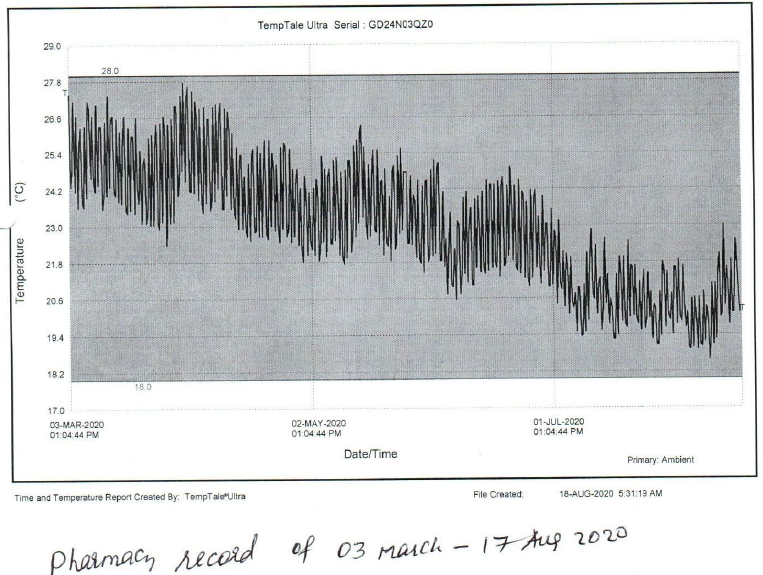 TempTale Ultra Serial : GD24N03QZ0
29.0
28.0
27.8
T
26.6
25.4
(°C)
24.2
23.0
Temperature
21.8
20.6
T
19.4
18.2
18.0
17.0
03-MAR-2020 02-MAY-2020 01-JUL-2020
01:04:44 PM 01:04:44 PM 01:04:44 PM
Date/Time
Primary: Ambient
Time and Temperature Report Created By: TempTale®Ultra File Created: 18-AUG-2020 5:31:19 AM
Pharmacy record of 03 march - 17 Aug 2020